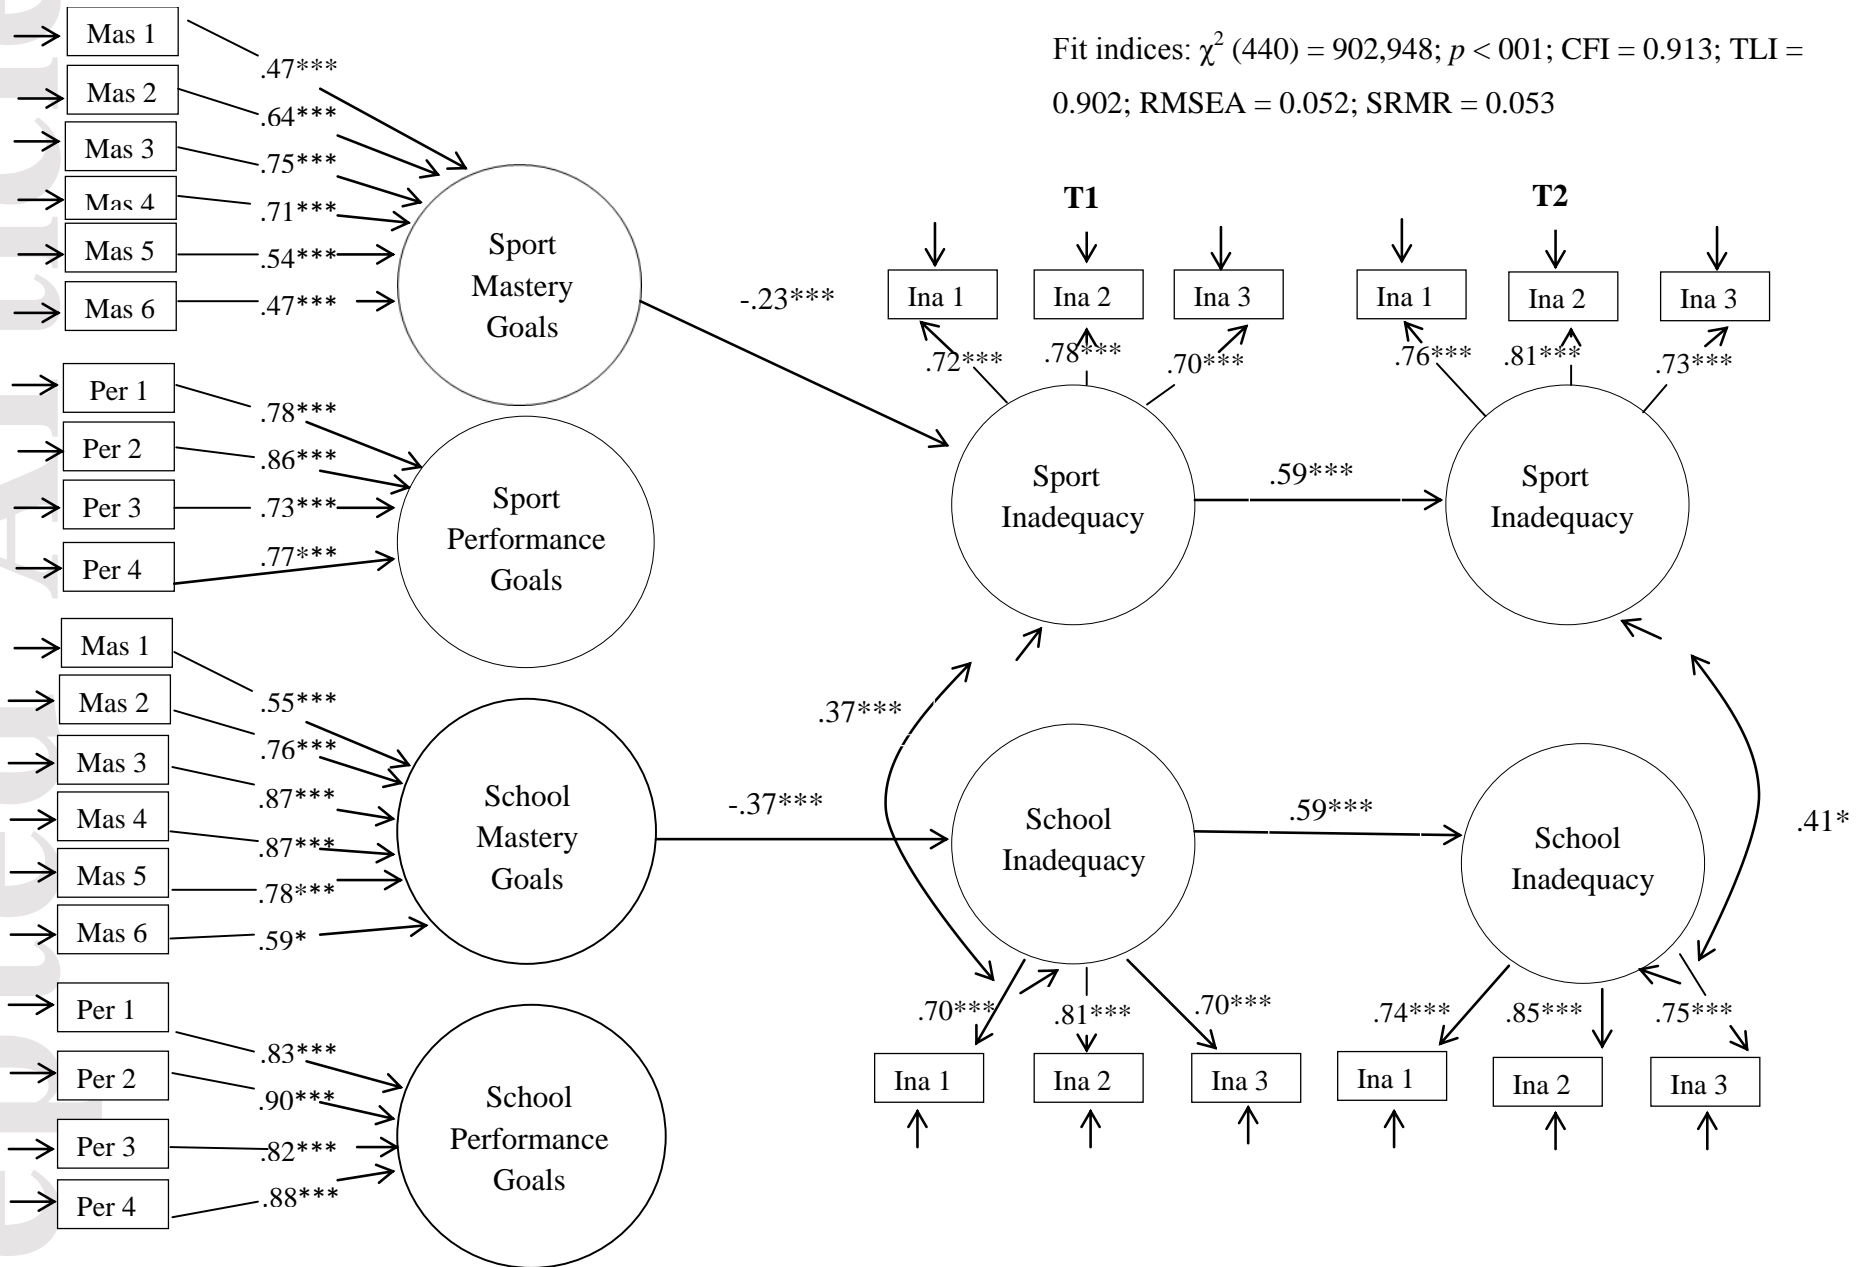 Fit indices: χ² (440) = 902,948; p < 001; CFI = 0.913; TLI =
0.902; RMSEA = 0.052; SRMR = 0.053
Mas 1
.47***
Mas 2
.64***
Mas 3
.75***
Mas 4
.71***
Mas 5
.54***
Mas 6
.47***
Sport
Mastery
Goals
Per 1
.78***
Per 2
.86***
Per 3
.73***
Per 4
.77***
Sport
Performance
Goals
Mas 1
.55***
Mas 2
.76***
Mas 3
.87***
Mas 4
.87***
Mas 5
.78***
Mas 6
.59*
School
Mastery
Goals
Per 1
.83***
Per 2
.90***
Per 3
.82***
Per 4
.88***
School
Performance
Goals
-.23***
-.37***
T1
Ina 1
Ina 2
Ina 3
.72***
.78***
.70***
Sport
Inadequacy
.59***
T2
Ina 1
Ina 2
Ina 3
.76***
.81***
.73***
Sport
Inadequacy
.37***
School
Inadequacy
.59***
School
Inadequacy
.41*
.70***
.81***
.70***
Ina 1
Ina 2
Ina 3
.74***
.85***
.75***
Ina 1
Ina 2
Ina 3